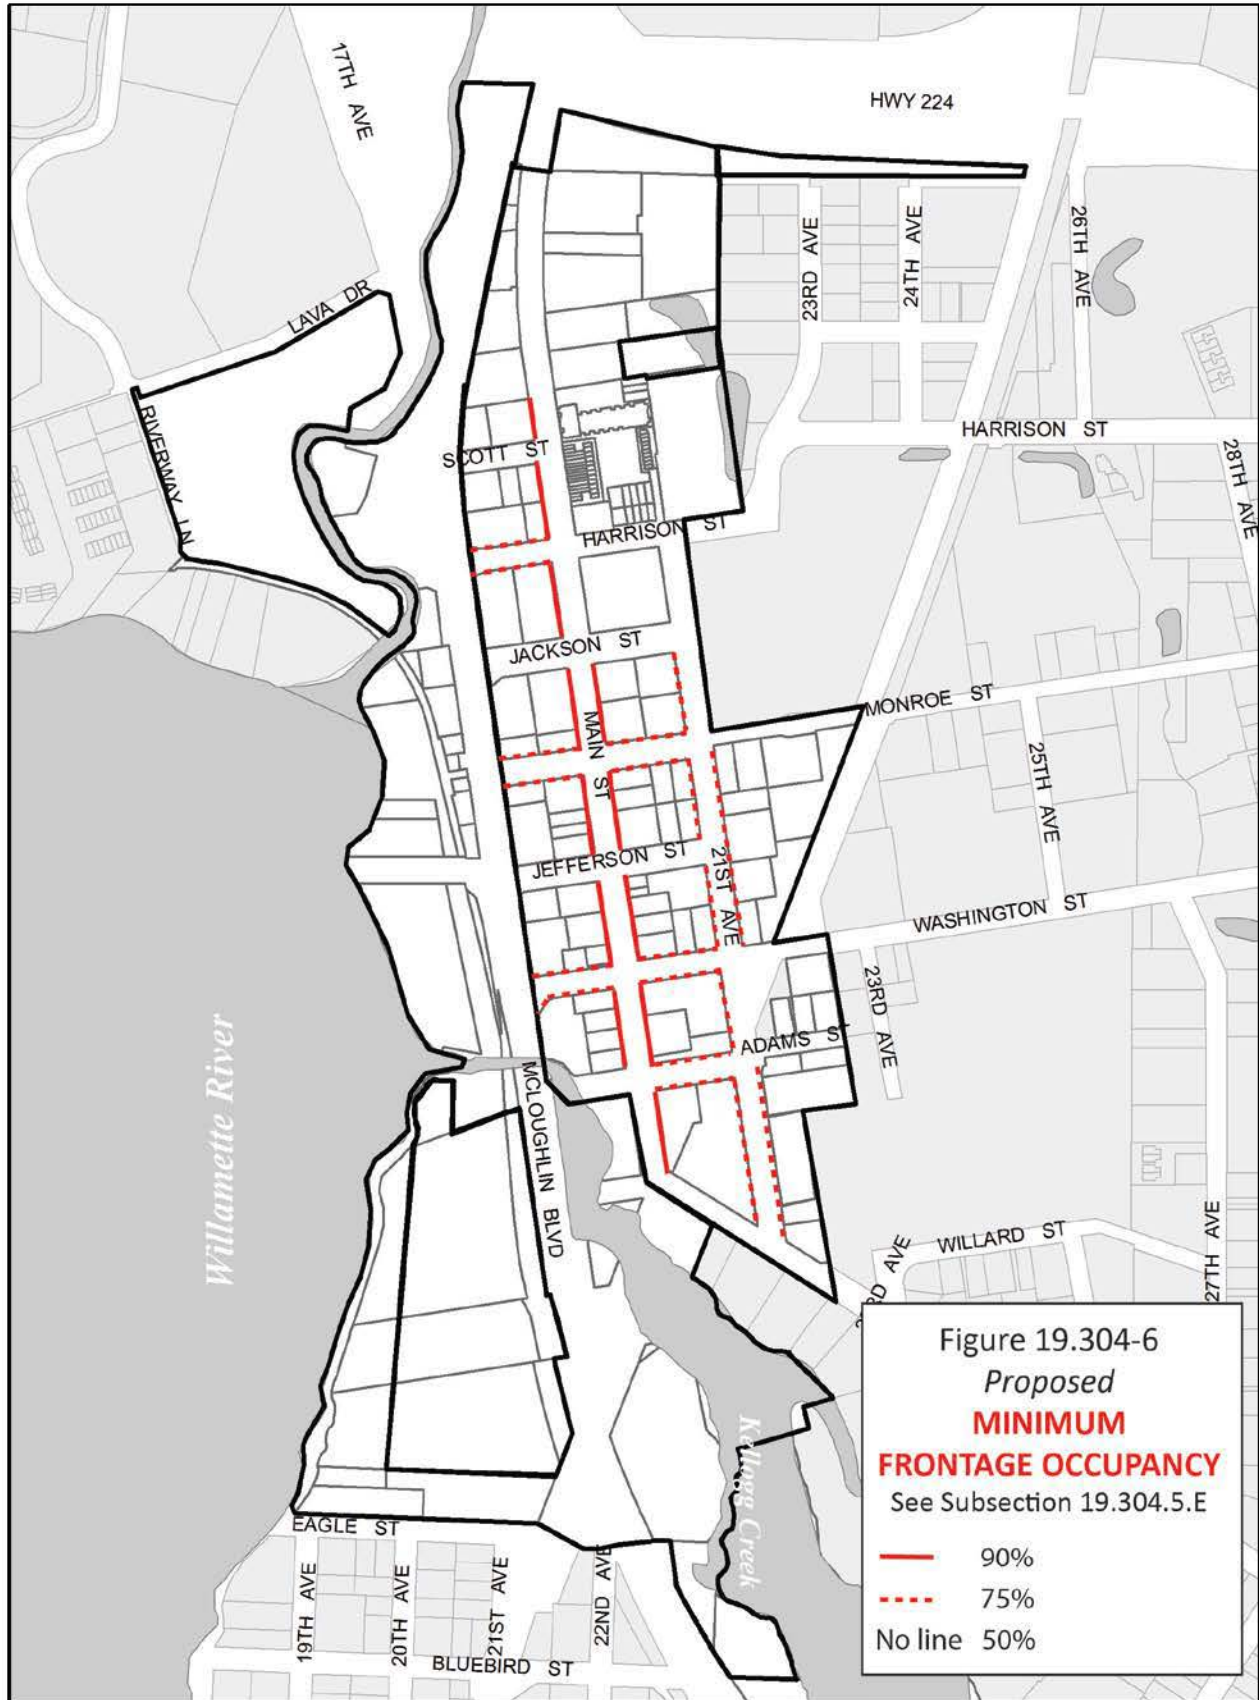 17TH AVE
HWY 224
23RD AVE
24TH AVE
26TH AVE
LAVA DR
RIVERWAY LN
SCOTT ST
HARRISON ST
28TH AVE
HARRISON ST
JACKSON ST
MAIN ST
MONROE ST
25TH AVE
JEFFERSON ST
21ST AVE
WASHINGTON ST
23RD AVE
ADAMS ST
Willamette River
MCLOUGHLIN BLVD
WILLARD ST
27TH AVE
AVE
Kellogg Creek
EAGLE ST
19TH AVE
20TH AVE
21ST AVE
22ND AVE
BLUEBIRD ST
Figure 19.304-6
Proposed
MINIMUM
FRONTAGE OCCUPANCY
See Subsection 19.304.5.E
90%
75%
No line 50%